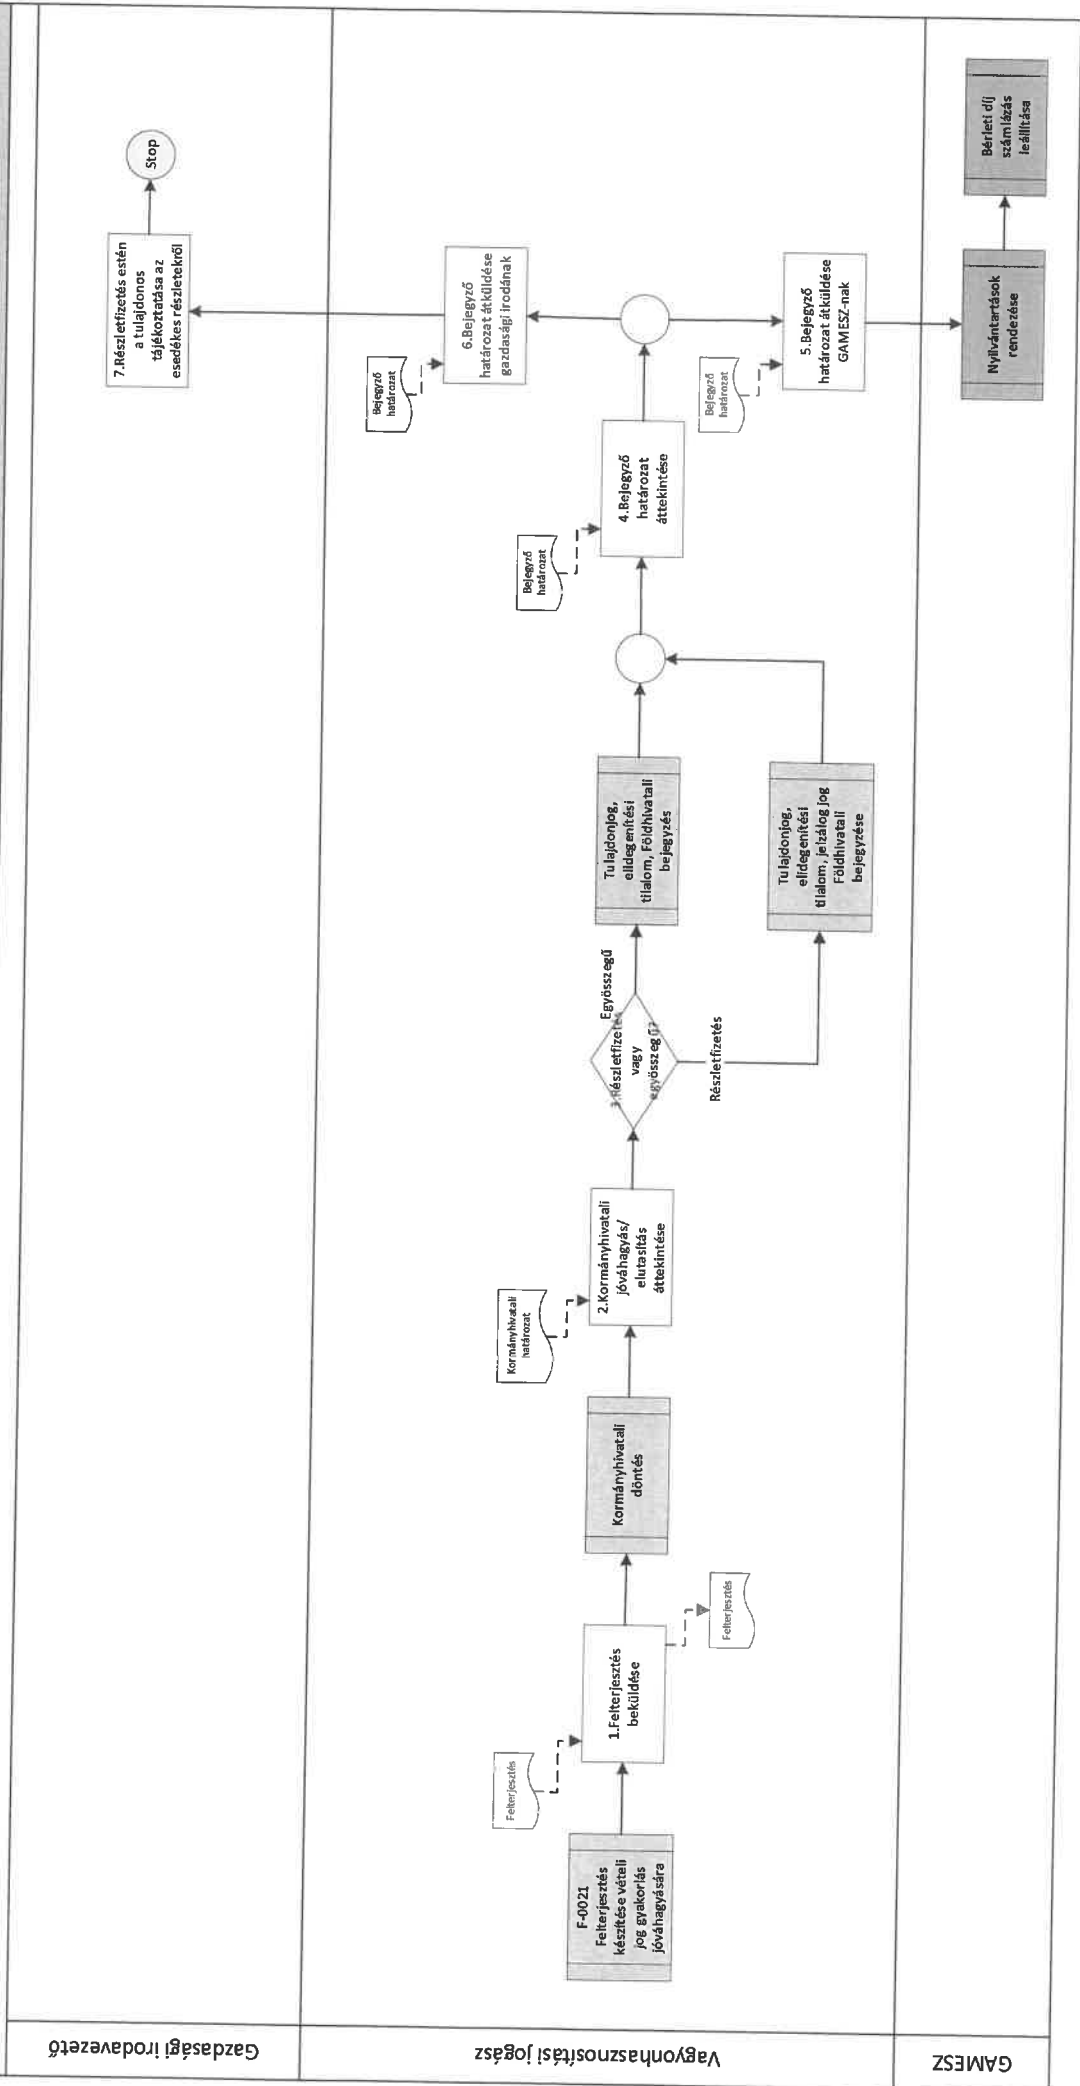 Gazdasági irodavezető
7.Részletfizetés estén
a tulajdonos
tájékoztatása az
esedékes részletekről
Stop
Vagyonhasznosítási jogász
F-0021
Felterjesztés
készítése vételi
jog gyakorlás
jóváhagyására
Felterjesztés
1.Felterjesztés
beküldése
Felterjesztés
Kormányhivatali
döntés
Kormányhivatali
határozat
2.Kormányhivatali
jóváhagyás/
elutasítás
áttekintése
3.Részletfizetés
vagy
egyösszegű?
Egyösszegű
Részletfizetés
Tulajdonjog,
elidegenítési
tilalom, Földhivatali
bejegyzés
Tulajdonjog,
elidegenítési
tilalom, jelzálog jog
Földhivatali
bejegyzése
Bejegyző
határozat
4.Bejegyző
határozat
áttekintése
Bejegyző
határozat
6.Bejegyző
határozat átküldése
gazdasági irodának
Bejegyző
határozat
5.Bejegyző
határozat átküldése
GAMESZ-nak
GAMESZ
Nyilvántartások
rendezése
Bérleti díj
számlázás
leállítása